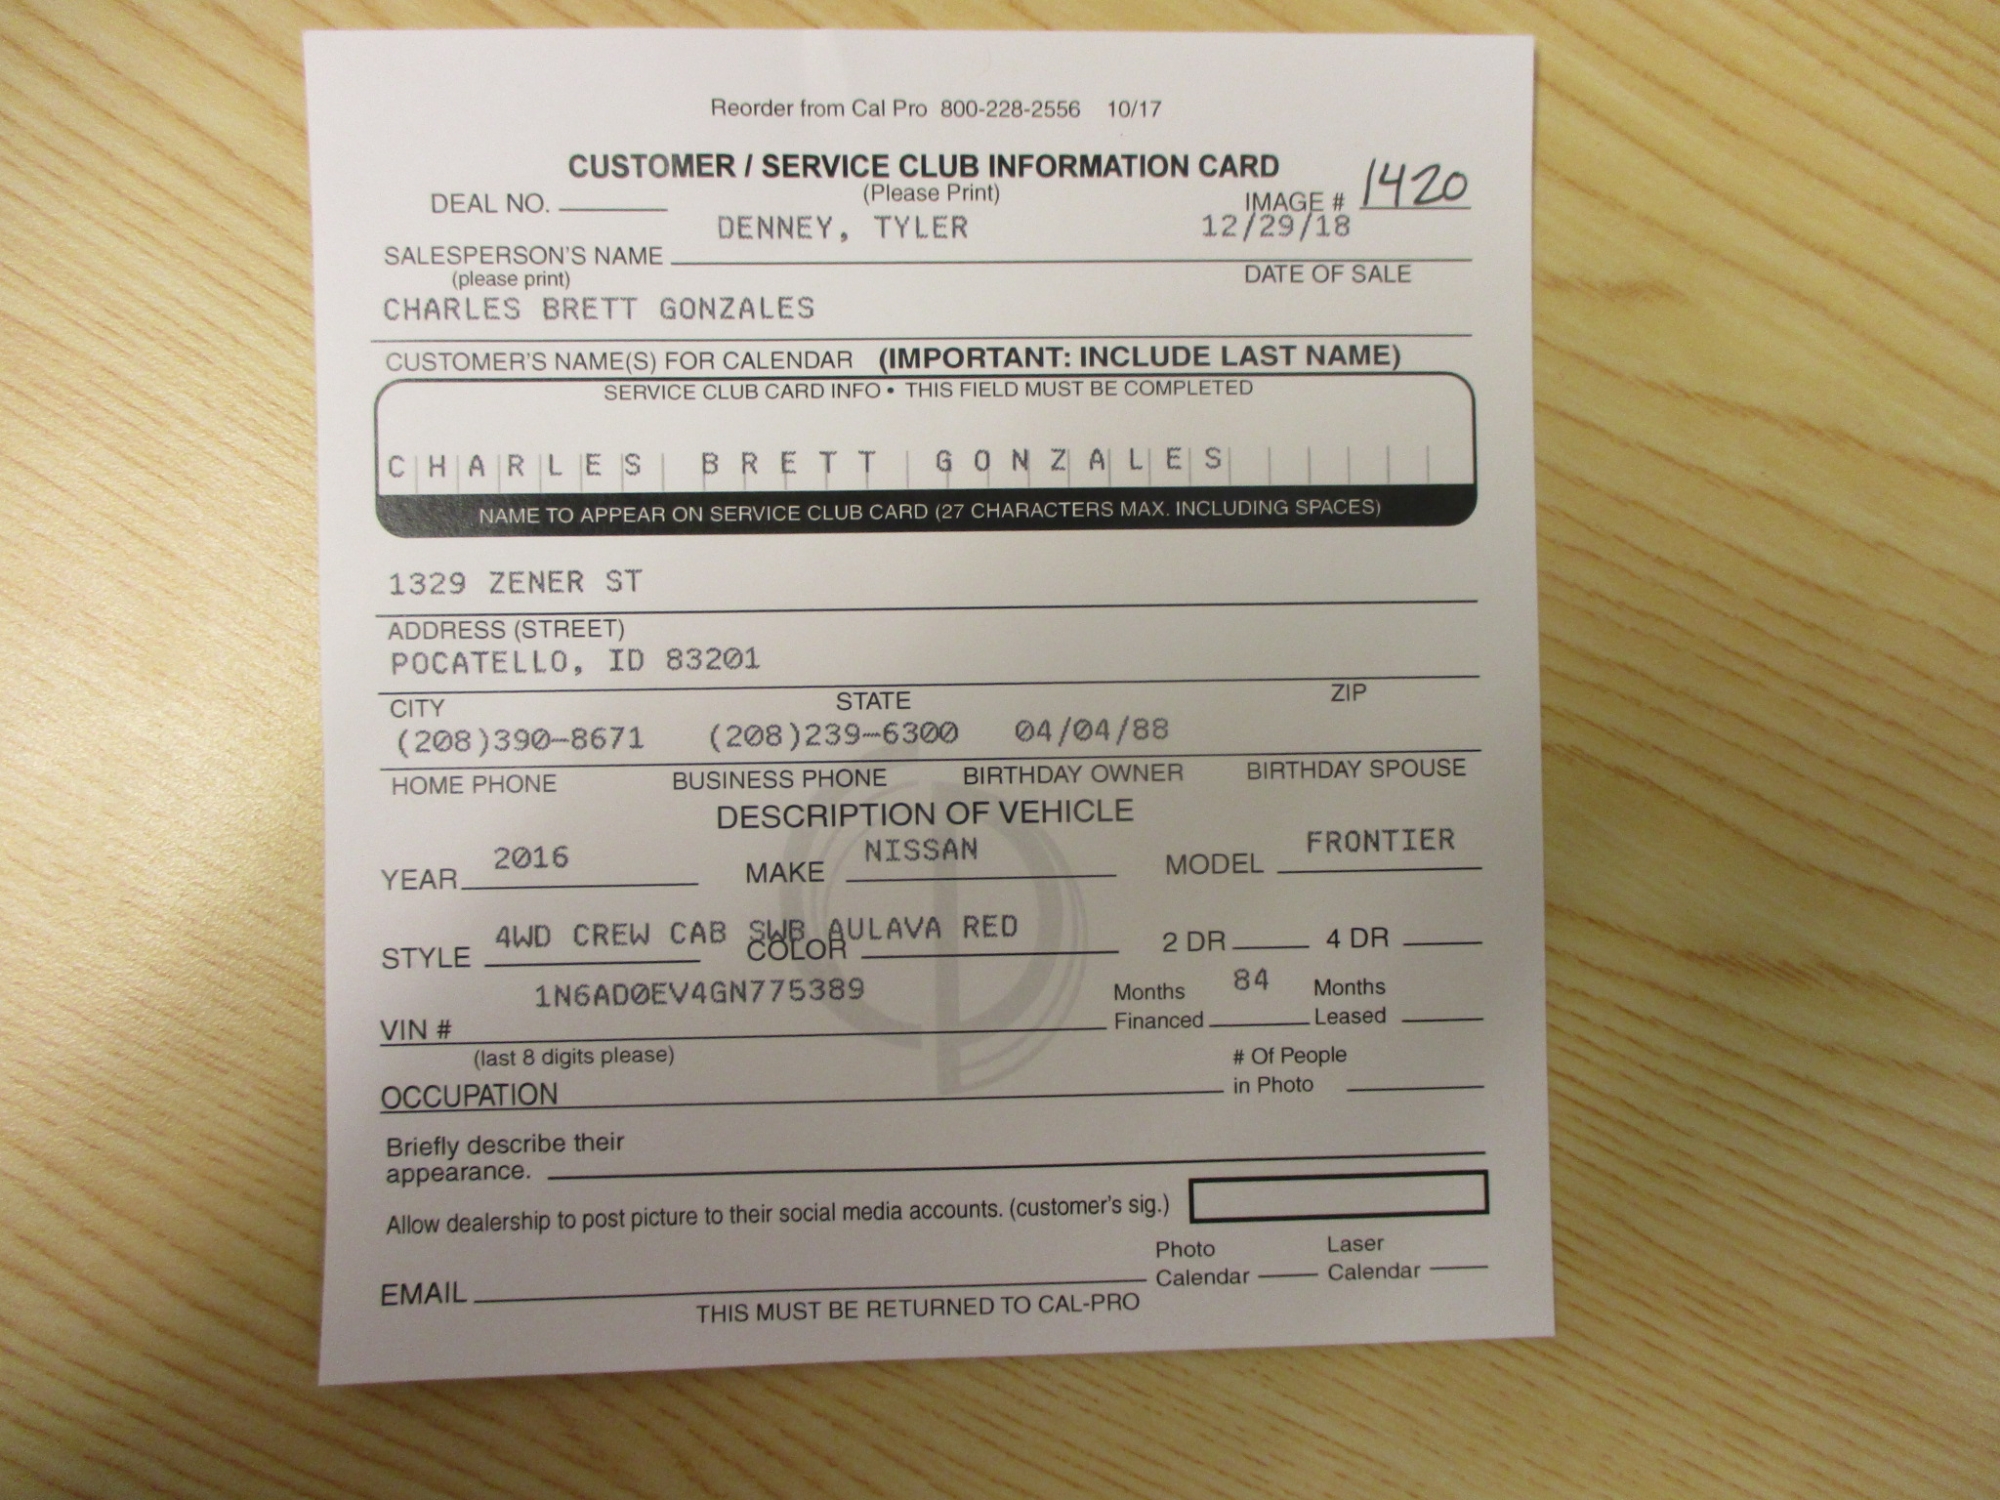 Reorder from Cal Pro 800-228-2556 10/17
CUSTOMER / SERVICE CLUB INFORMATION CARD
(Please Print)
DEAL NO. IMAGE # 1420
DENNEY, TYLER 12/29/18
SALESPERSON'S NAME
(please print) DATE OF SALE
CHARLES BRETT GONZALES
CUSTOMER'S NAME(S) FOR CALENDAR (IMPORTANT: INCLUDE LAST NAME)
SERVICE CLUB CARD INFO • THIS FIELD MUST BE COMPLETED
CHARLES BRETT GONZALES
NAME TO APPEAR ON SERVICE CLUB CARD (27 CHARACTERS MAX. INCLUDING SPACES)
1329 ZENER ST
ADDRESS (STREET)
POCATELLO, ID 83201
CITY STATE ZIP
(208)390-8671 (208)239-6300 04/04/88
HOME PHONE BUSINESS PHONE BIRTHDAY OWNER BIRTHDAY SPOUSE
DESCRIPTION OF VEHICLE
YEAR 2016 MAKE NISSAN MODEL FRONTIER
4WD CREW CAB SWB AULAVA RED
STYLE COLOR 2 DR 4 DR
1N6AD0EV4GN775389 Months 84 Months
VIN # Financed Leased
(last 8 digits please) # Of People
OCCUPATION in Photo
Briefly describe their
appearance.
Allow dealership to post picture to their social media accounts. (customer's sig.)
Photo Laser
EMAIL Calendar Calendar
THIS MUST BE RETURNED TO CAL-PRO